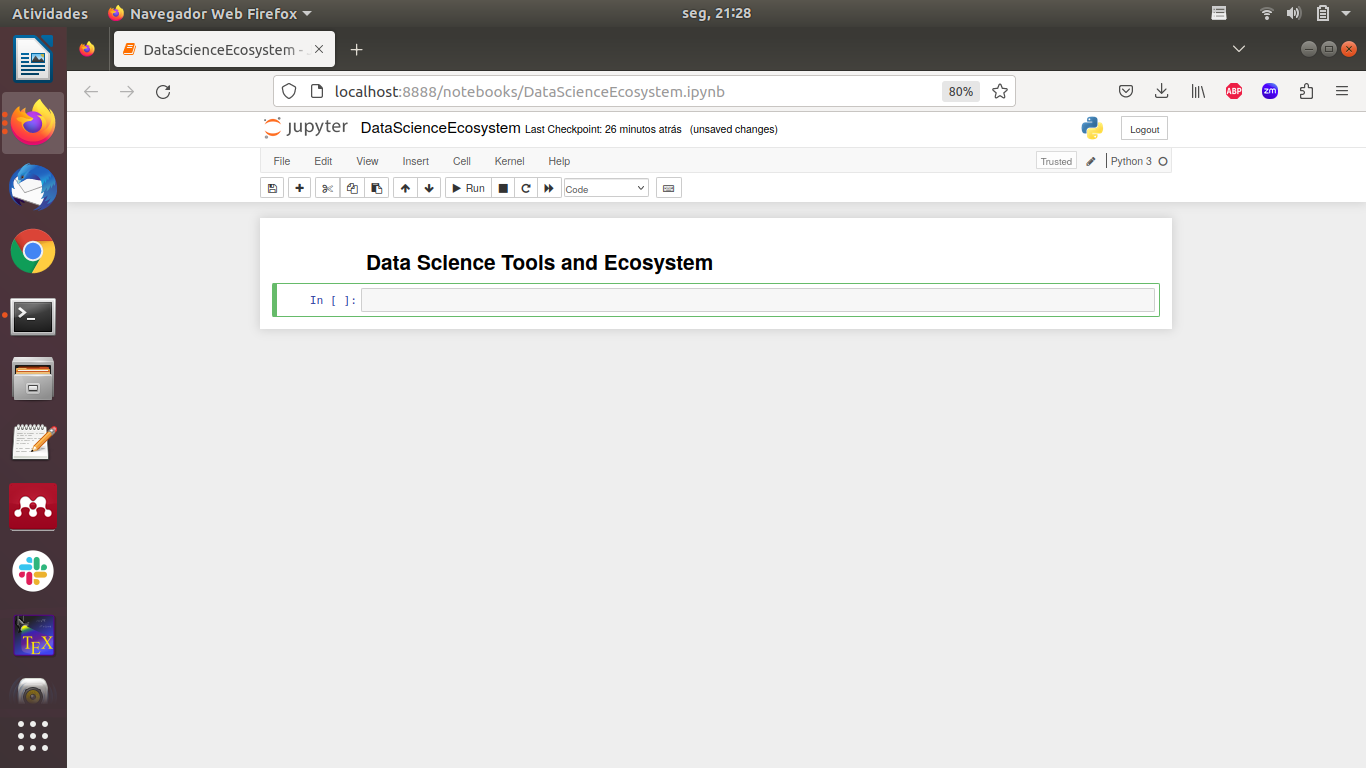 Atividades Navegador Web Firefox seg, 21:28
DataScienceEcosystem -
localhost:8888/notebooks/DataScienceEcosystem.ipynb 80% ABP zm
jupyter DataScienceEcosystem Last Checkpoint: 26 minutos atrás (unsaved changes) Logout
File Edit View Insert Cell Kernel Help Trusted Python 3
Run Code
Data Science Tools and Ecosystem
In [ ]:
TEX